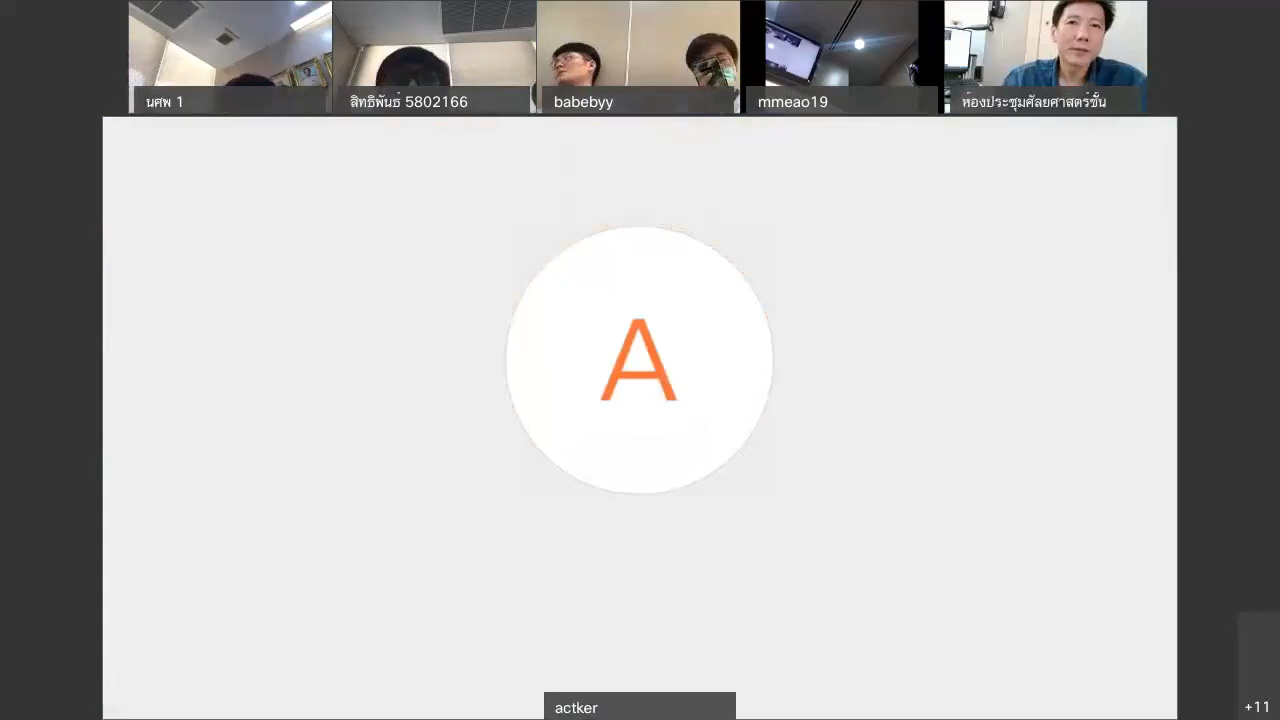 นศพ 1
สิทธิพันธ์ 5802166
babebyy
mmeao19
ห้องประชุมศัลยศาสตร์ชั้น
A
actker
+11